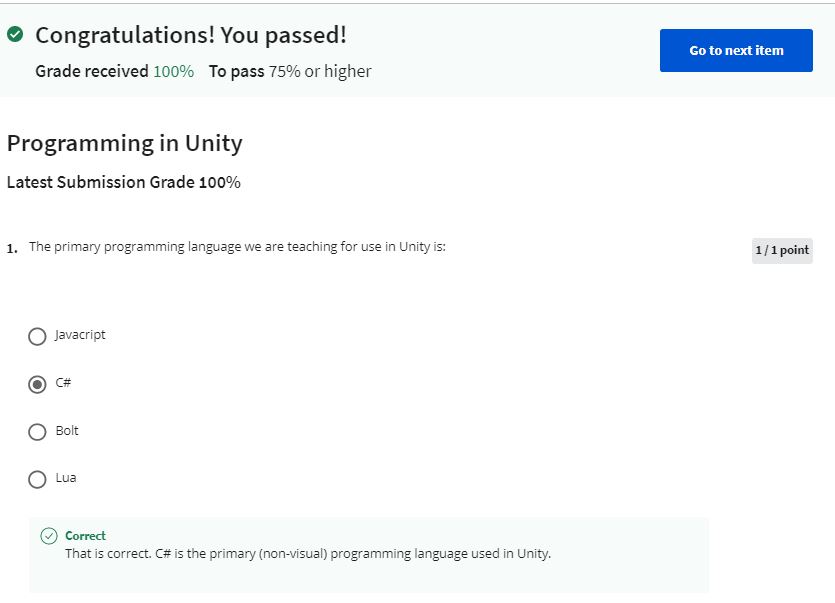 Congratulations! You passed!
Grade received 100% To pass 75% or higher
Go to next item
Programming in Unity
Latest Submission Grade 100%
1. The primary programming language we are teaching for use in Unity is:
1 / 1 point
Javacript
C#
Bolt
Lua
Correct
That is correct. C# is the primary (non-visual) programming language used in Unity.